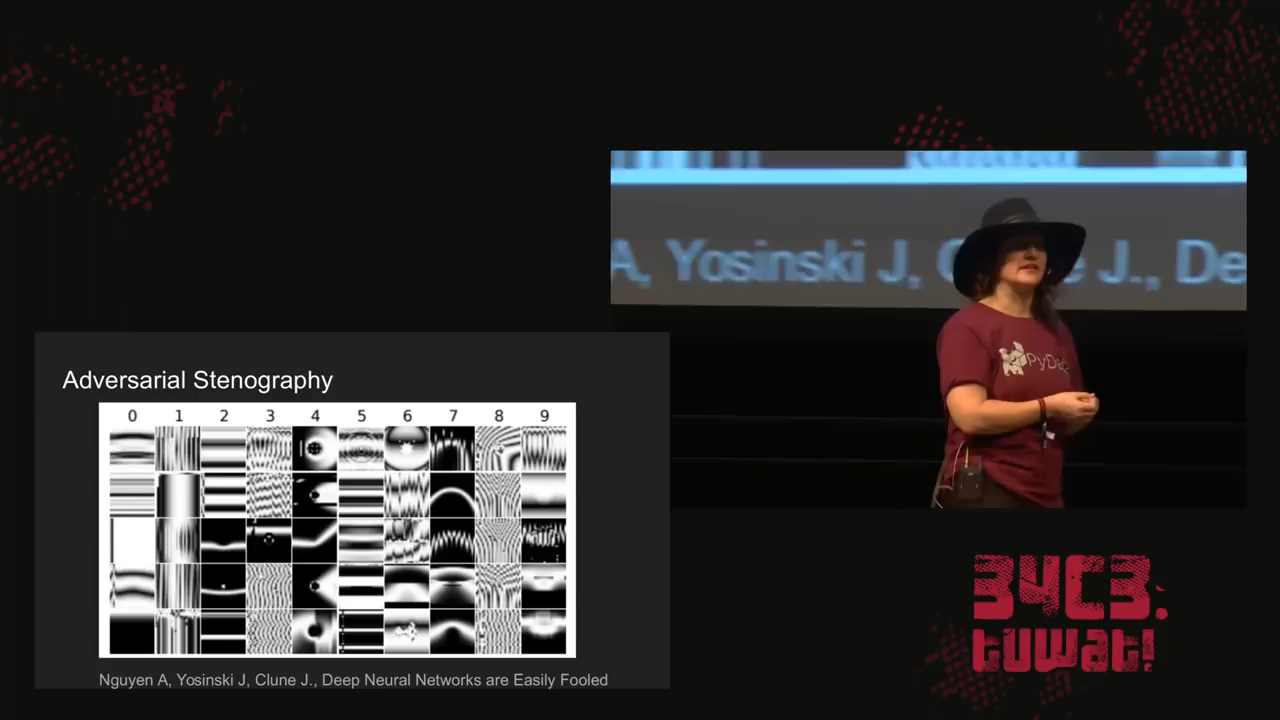 A, Yosinski J, C e J., De
PyDa
Adversarial Stenography
0 1 2 3 4 5 6 7 8 9
Nguyen A, Yosinski J, Clune J., Deep Neural Networks are Easily Fooled
34C3.
tuwat!